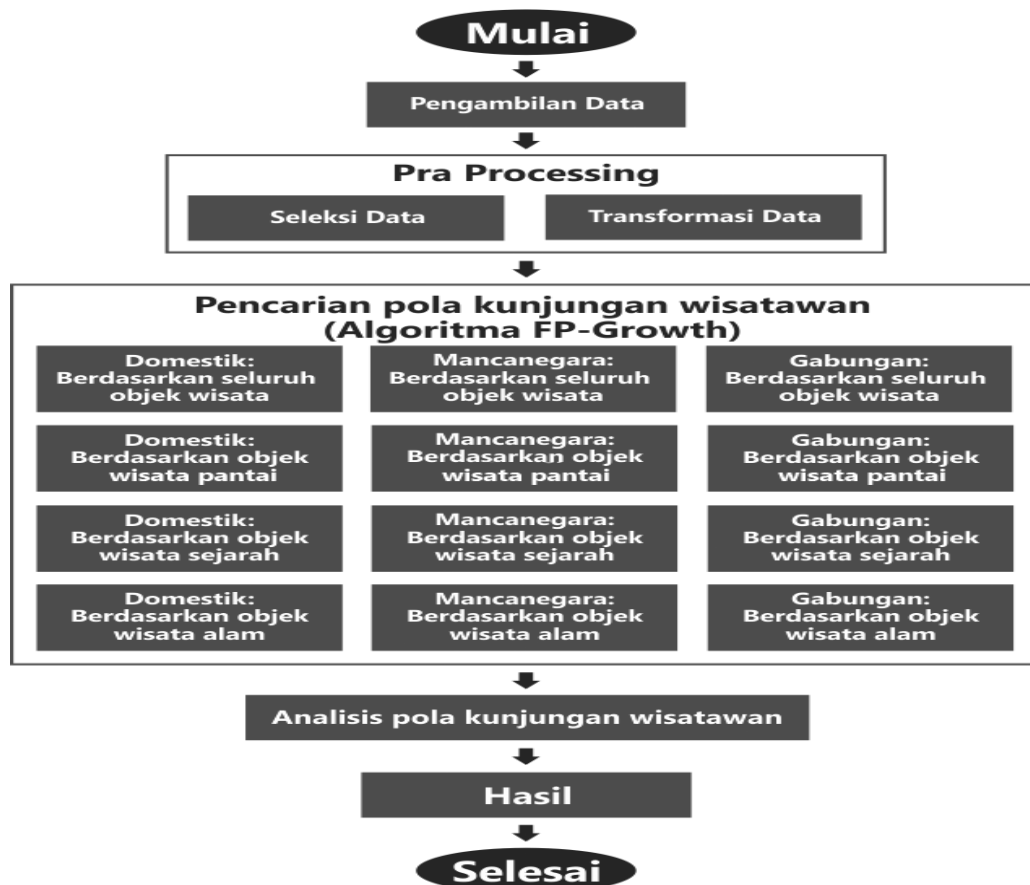 Mulai
Pengambilan Data
Pra Processing
Seleksi Data
Transformasi Data
Pencarian pola kunjungan wisatawan
(Algoritma FP-Growth)
Domestik:
Berdasarkan seluruh
objek wisata
Mancanegara:
Berdasarkan seluruh
objek wisata
Gabungan:
Berdasarkan seluruh
objek wisata
Domestik:
Berdasarkan objek
wisata pantai
Mancanegara:
Berdasarkan objek
wisata pantai
Gabungan:
Berdasarkan objek
wisata pantai
Domestik:
Berdasarkan objek
wisata sejarah
Mancanegara:
Berdasarkan objek
wisata sejarah
Gabungan:
Berdasarkan objek
wisata sejarah
Domestik:
Berdasarkan objek
wisata alam
Mancanegara:
Berdasarkan objek
wisata alam
Gabungan:
Berdasarkan objek
wisata alam
Analisis pola kunjungan wisatawan
Hasil
Selesai